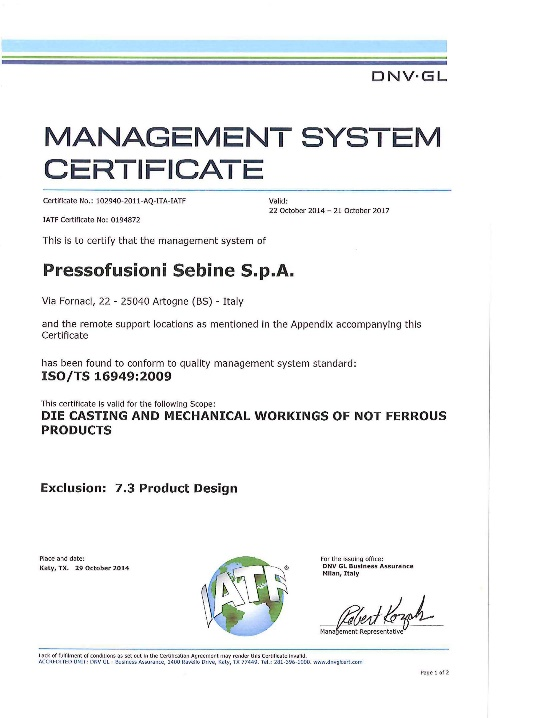 DNV·GL
MANAGEMENT SYSTEM
CERTIFICATE
Certificate No.: 102940-2011-AQ-ITA-IATF
Valid:
22 October 2014 – 21 October 2017
IATF Certificate No: 0194872
This is to certify that the management system of
Pressofusioni Sebine S.p.A.
Via Fornaci, 22 - 25040 Artogne (BS) - Italy
and the remote support locations as mentioned in the Appendix accompanying this
Certificate
has been found to conform to quality management system standard:
ISO/TS 16949:2009
This certificate is valid for the following Scope:
DIE CASTING AND MECHANICAL WORKINGS OF NOT FERROUS
PRODUCTS
Exclusion: 7.3 Product Design
Place and date:
Katy, TX. 29 October 2014
IATF®
For the issuing office:
DNV GL Business Assurance
Milan, Italy
Robert Kozak
Management Representative
Lack of fulfilment of conditions as set out in the Certification Agreement may render this Certificate invalid.
ACCREDITED UNIT: DNV GL - Business Assurance, 1400 Ravello Drive, Katy, TX 77449. Tel.: 281-396-1000. www.dnvglcert.com
Page 1 of 2